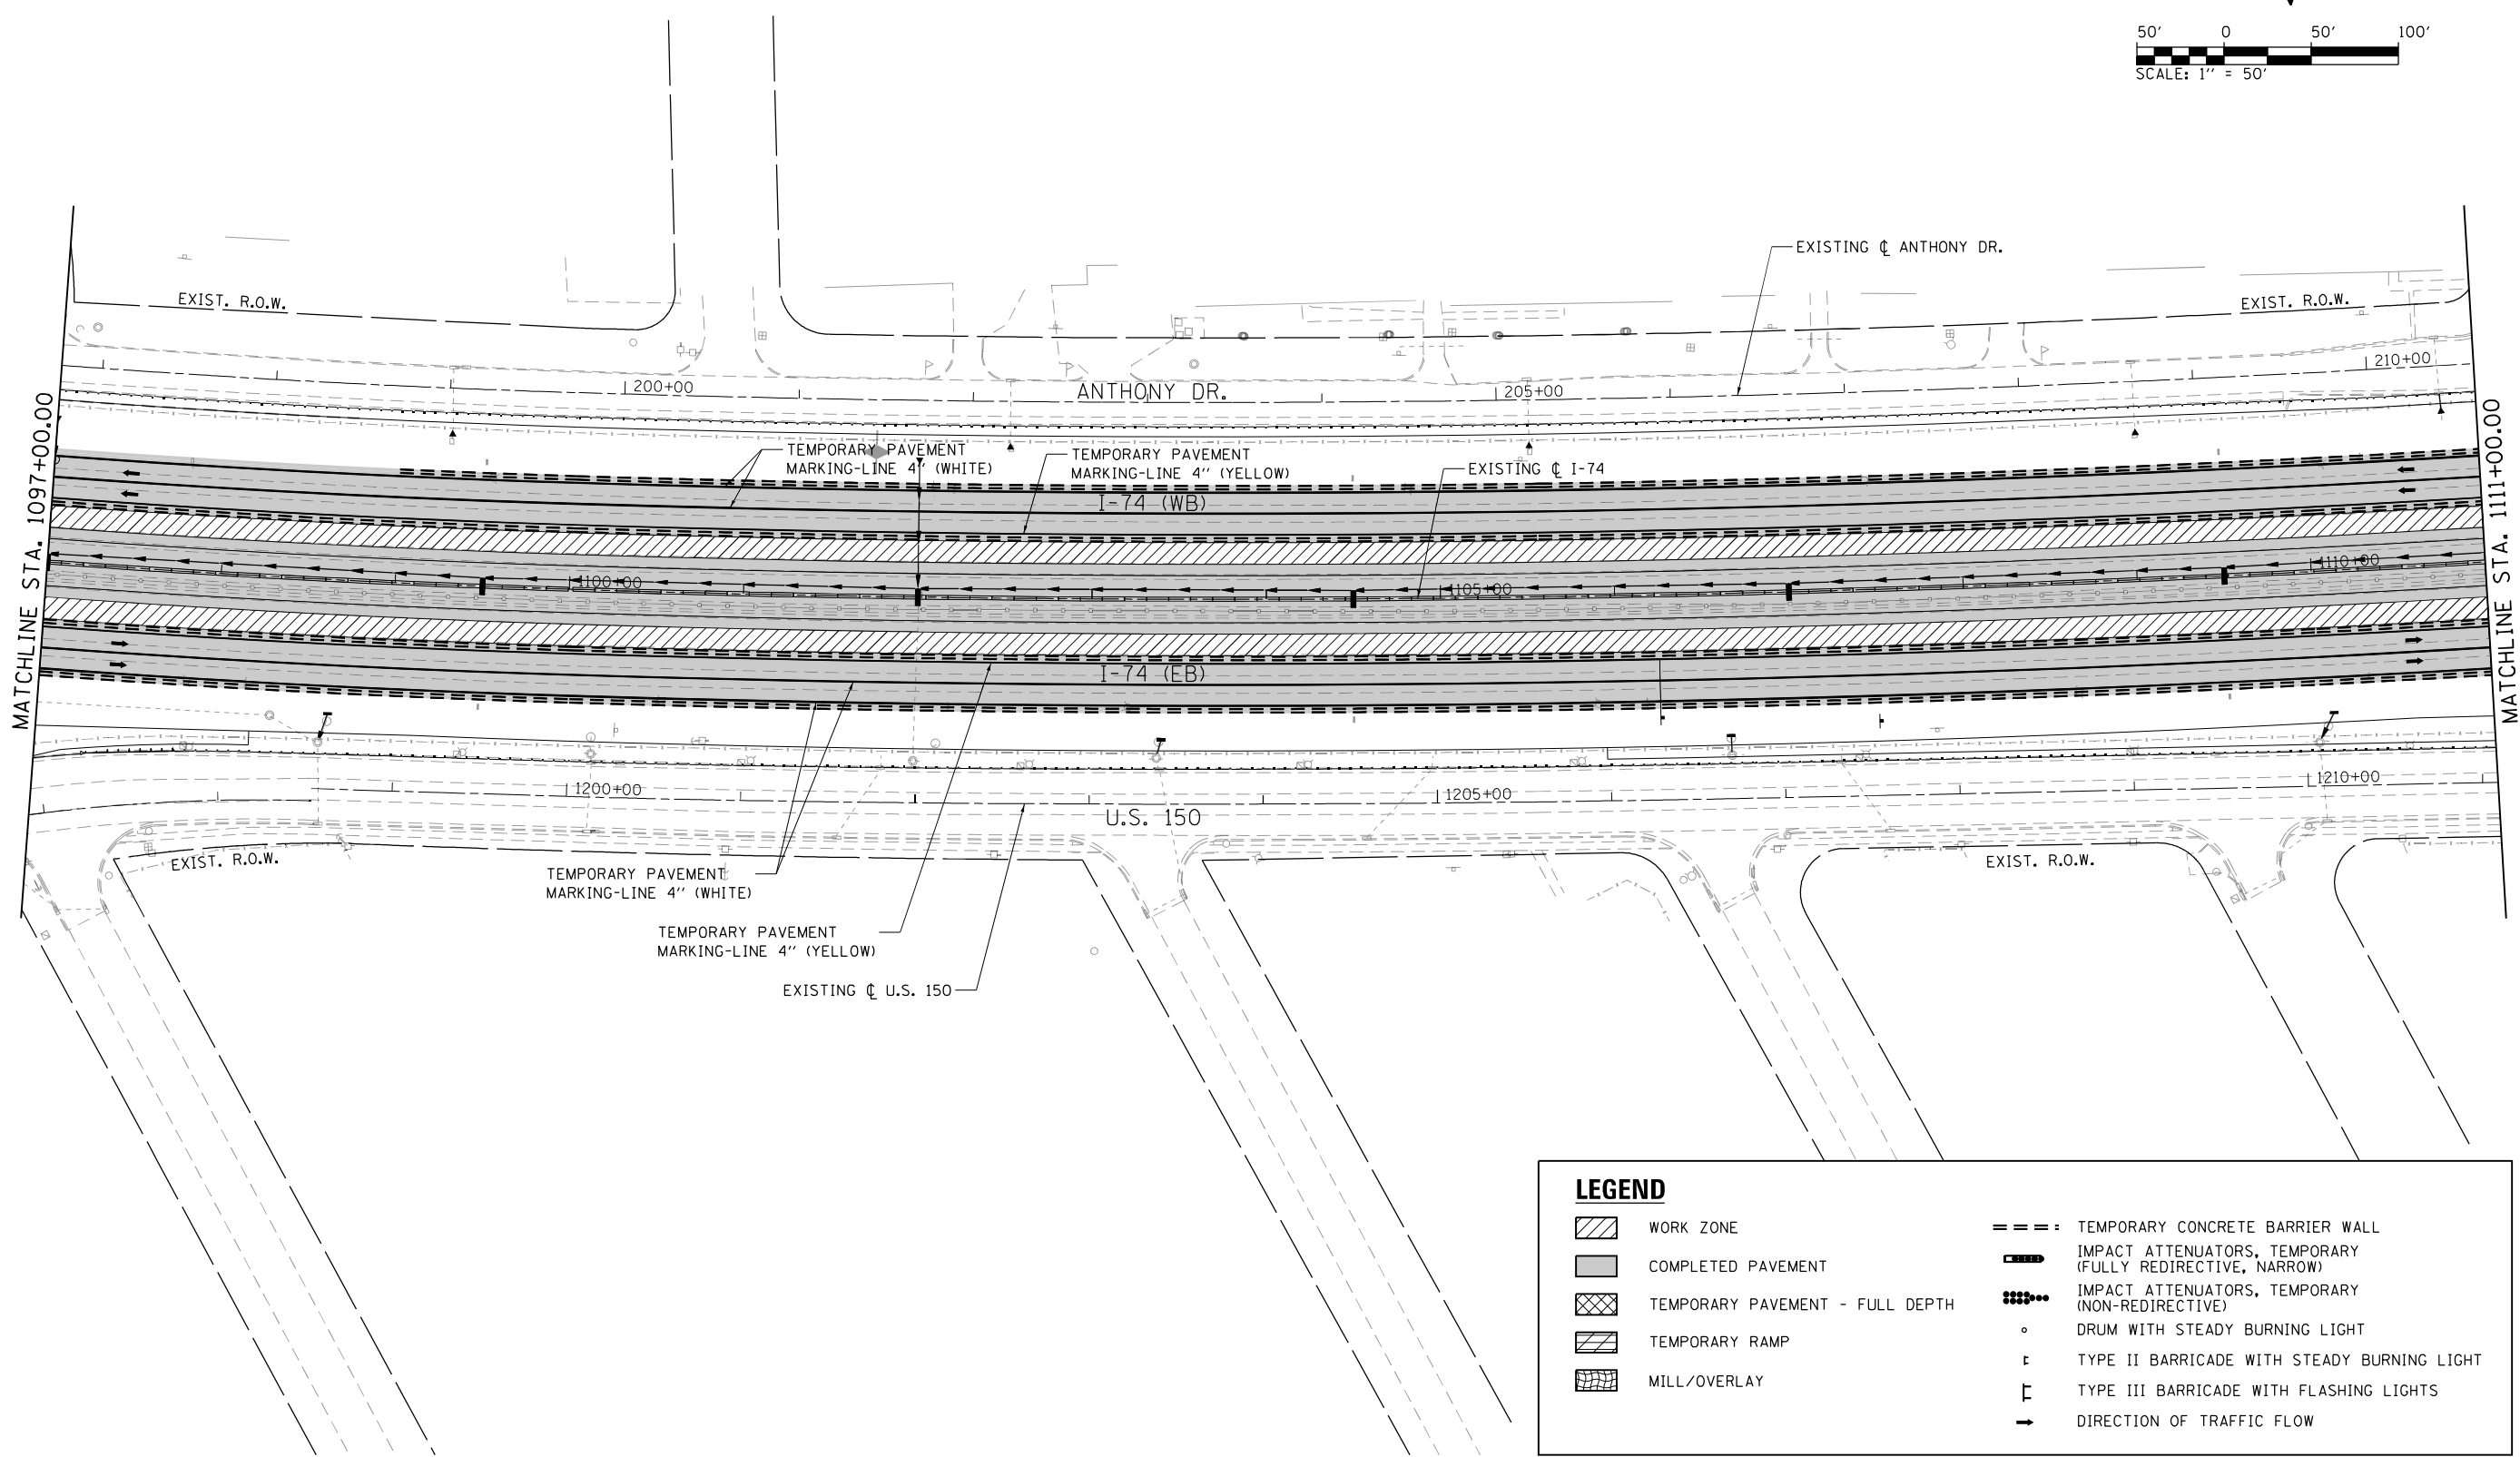 50' 0 50' 100'
SCALE: 1" = 50'
EXISTING ℄ ANTHONY DR.
EXIST. R.O.W.
EXIST. R.O.W.
210+00
200+00
ANTHONY DR.
205+00
MATCHLINE STA. 1097+00.00
MATCHLINE STA. 1111+00.00
TEMPORARY PAVEMENT
MARKING-LINE 4" (WHITE)
TEMPORARY PAVEMENT
MARKING-LINE 4" (YELLOW)
EXISTING ℄ I-74
I-74 (WB)
1100+00
1105+00
1110+00
I-74 (EB)
1200+00
1205+00
1210+00
U.S. 150
EXIST. R.O.W.
EXIST. R.O.W.
TEMPORARY PAVEMENT
MARKING-LINE 4" (WHITE)
TEMPORARY PAVEMENT
MARKING-LINE 4" (YELLOW)
EXISTING ℄ U.S. 150
LEGEND
WORK ZONE
COMPLETED PAVEMENT
TEMPORARY PAVEMENT - FULL DEPTH
TEMPORARY RAMP
MILL/OVERLAY
TEMPORARY CONCRETE BARRIER WALL
IMPACT ATTENUATORS, TEMPORARY
(FULLY REDIRECTIVE, NARROW)
IMPACT ATTENUATORS, TEMPORARY
(NON-REDIRECTIVE)
DRUM WITH STEADY BURNING LIGHT
TYPE II BARRICADE WITH STEADY BURNING LIGHT
TYPE III BARRICADE WITH FLASHING LIGHTS
DIRECTION OF TRAFFIC FLOW